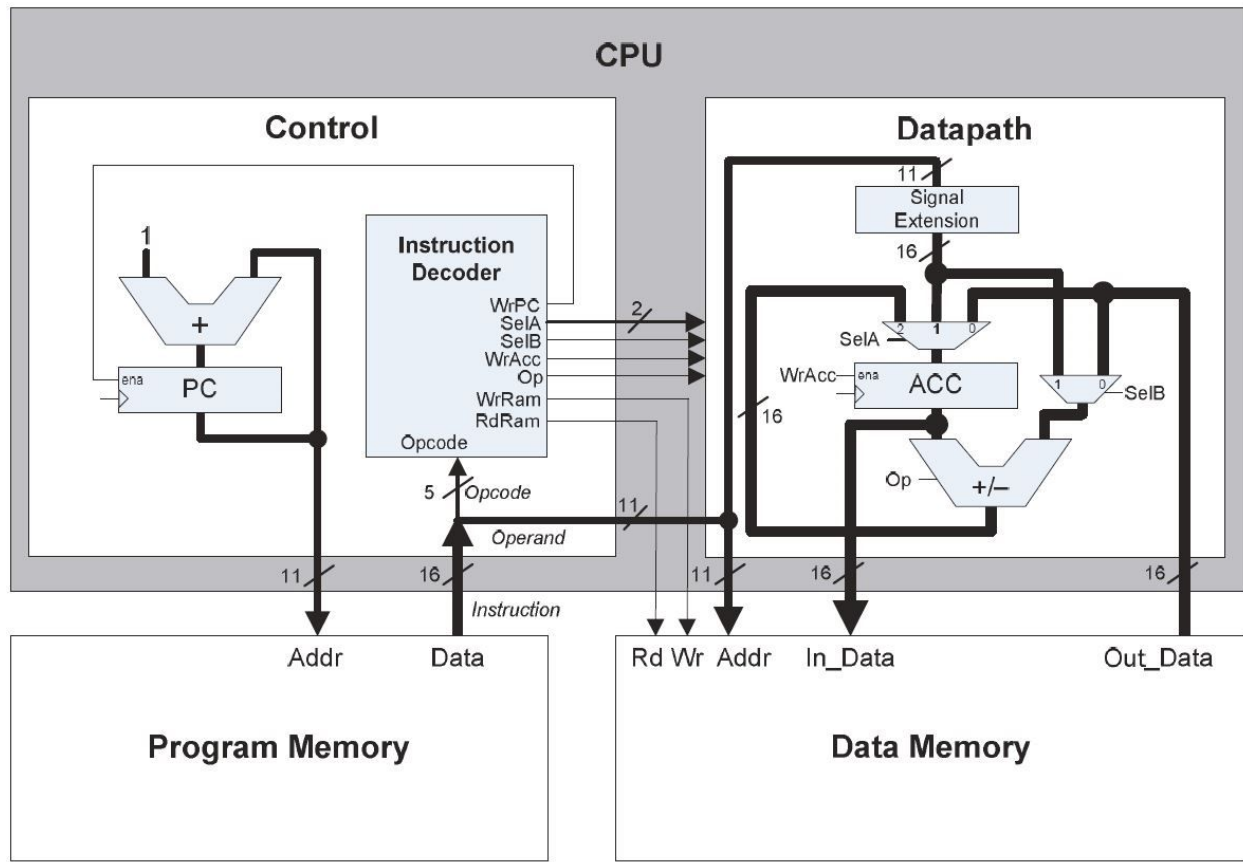 CPU
Control
Datapath
11
Signal
Extension
16
1
+
ena
PC
Instruction
Decoder
WrPC
SelA
SelB
WrAcc
Op
WrRam
RdRam
Opcode
2
5
Opcode
11
Operand
2 1 0
SelA
WrAcc
ena
ACC
1 0
SelB
16
Op
+/–
11
16
Instruction
11
16
16
Addr
Data
Rd
Wr
Addr
In_Data
Out_Data
Program Memory
Data Memory